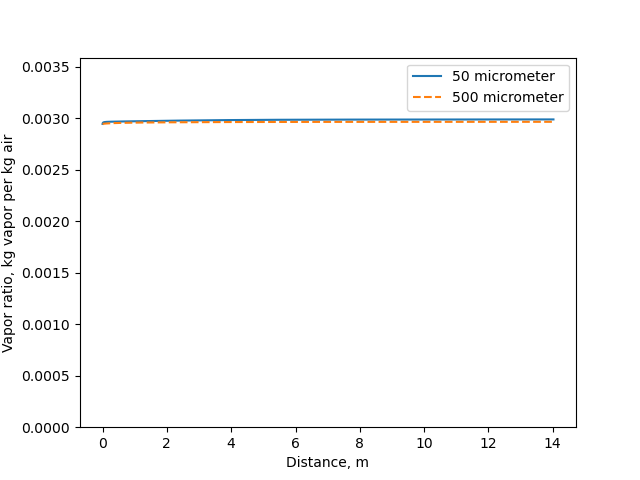 50 micrometer
500 micrometer
Vapor ratio, kg vapor per kg air
0.0035
0.0030
0.0025
0.0020
0.0015
0.0010
0.0005
0.0000
0 2 4 6 8 10 12 14
Distance, m